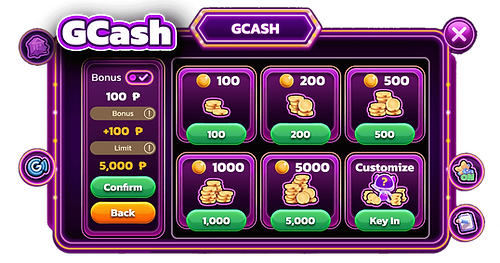 GCash
GCASH
Bonus
100 ₱
Bonus !
+100 ₱
Limit !
5,000 ₱
Confirm
Back
100
100
200
200
500
500
1000
1,000
5000
5,000
Customize
?
Key In